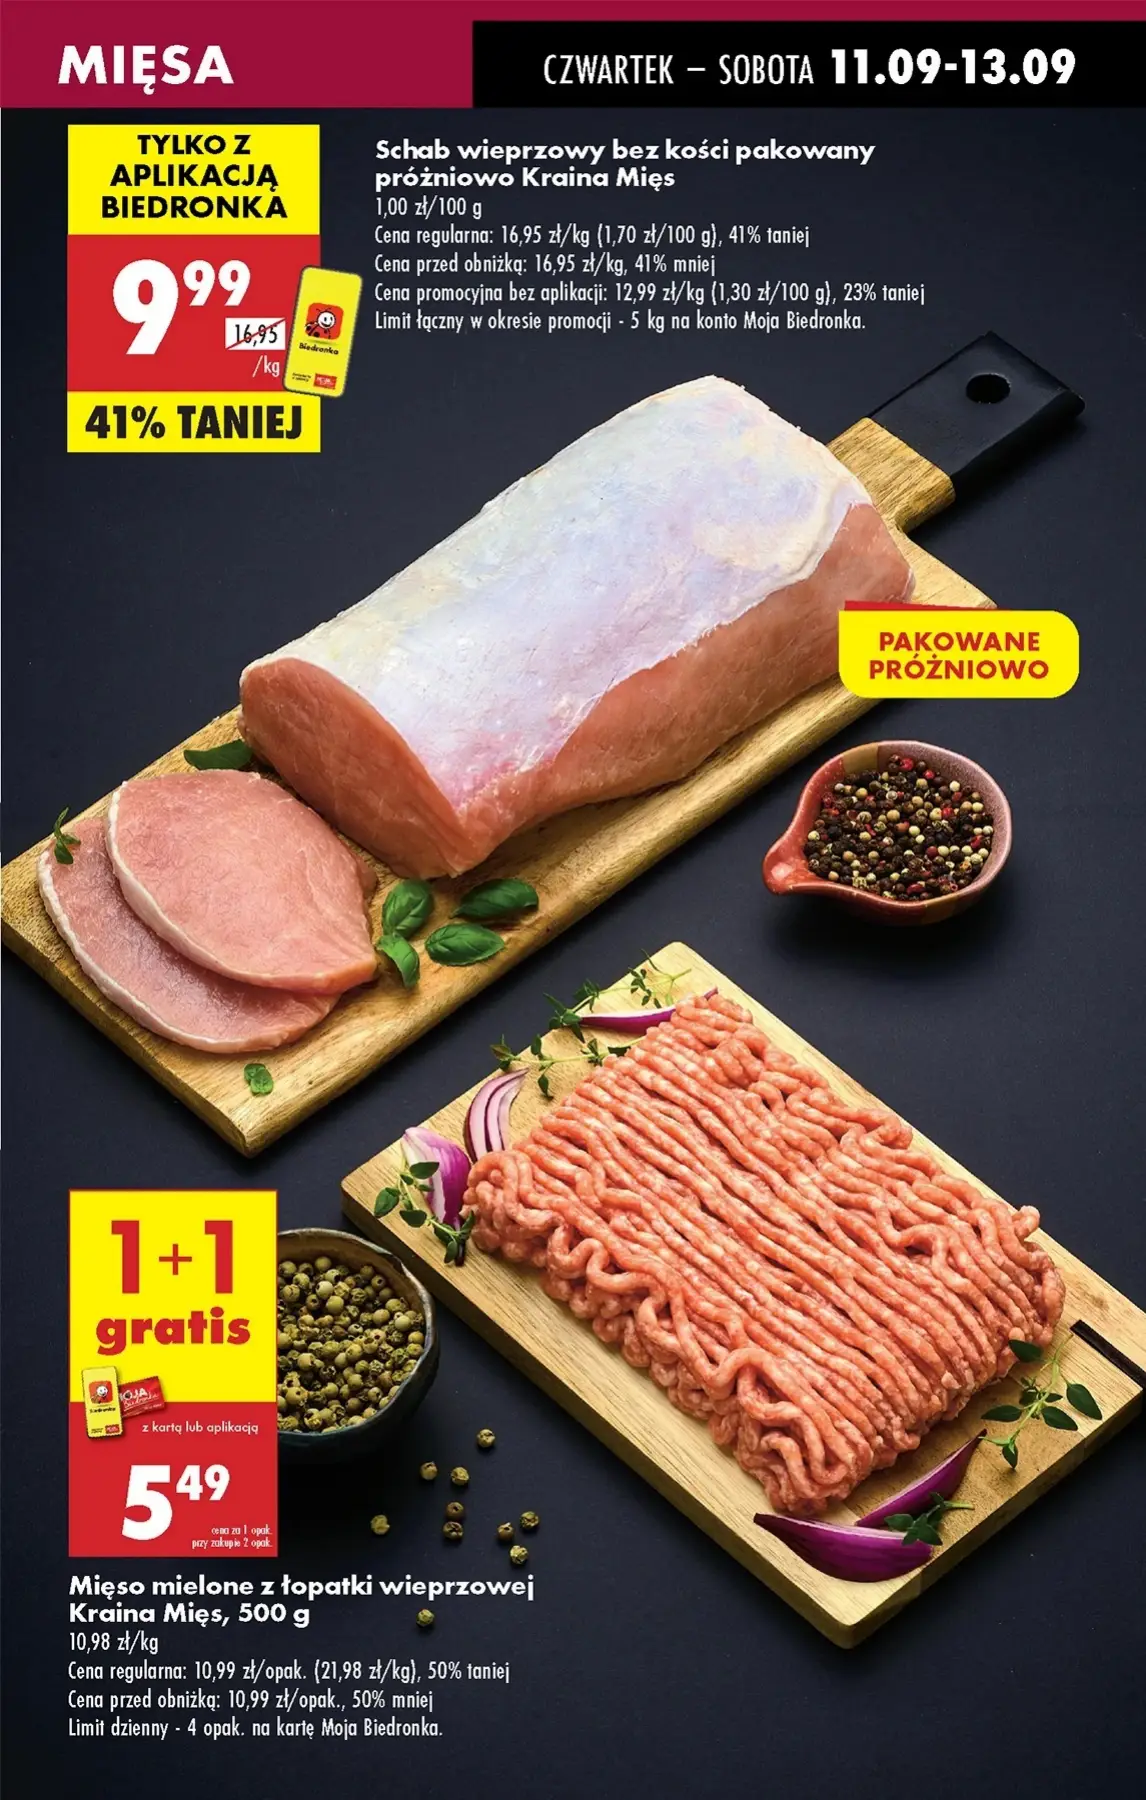 MIĘSA
CZWARTEK – SOBOTA 11.09-13.09
TYLKO Z
APLIKACJĄ
BIEDRONKA
9 99
16,95
/kg
Biedronka
41% TANIEJ
Schab wieprzowy bez kości pakowany
próżniowo Kraina Mięs
1,00 zł/100 g
Cena regularna: 16,95 zł/kg (1,70 zł/100 g), 41% taniej
Cena przed obniżką: 16,95 zł/kg, 41% mniej
Cena promocyjna bez aplikacji: 12,99 zł/kg (1,30 zł/100 g), 23% taniej
Limit łączny w okresie promocji - 5 kg na konto Moja Biedronka.
PAKOWANE
PRÓŻNIOWO
1+1
gratis
Biedronka
MOJA
Biedronka
z kartą lub aplikacją
5 49
cena za 1 opak.
przy zakupie 2 opak.
Mięso mielone z łopatki wieprzowej
Kraina Mięs, 500 g
10,98 zł/kg
Cena regularna: 10,99 zł/opak. (21,98 zł/kg), 50% taniej
Cena przed obniżką: 10,99 zł/opak., 50% mniej
Limit dzienny - 4 opak. na kartę Moja Biedronka.